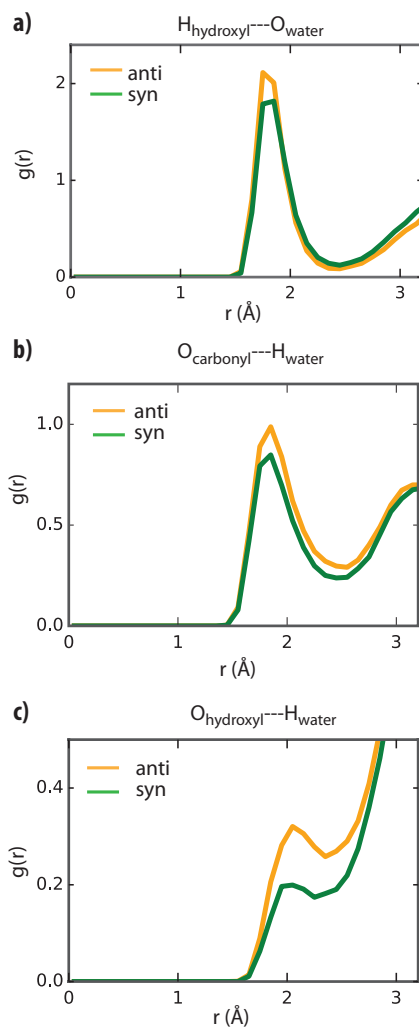 a)
H_hydroxyl---O_water
anti
syn
g(r)
2
1
0
0 1 2 3
r (Å)
b)
O_carbonyl---H_water
anti
syn
g(r)
1.0
0.5
0.0
0 1 2 3
r (Å)
c)
O_hydroxyl---H_water
anti
syn
g(r)
0.4
0.2
0.0
0 1 2 3
r (Å)